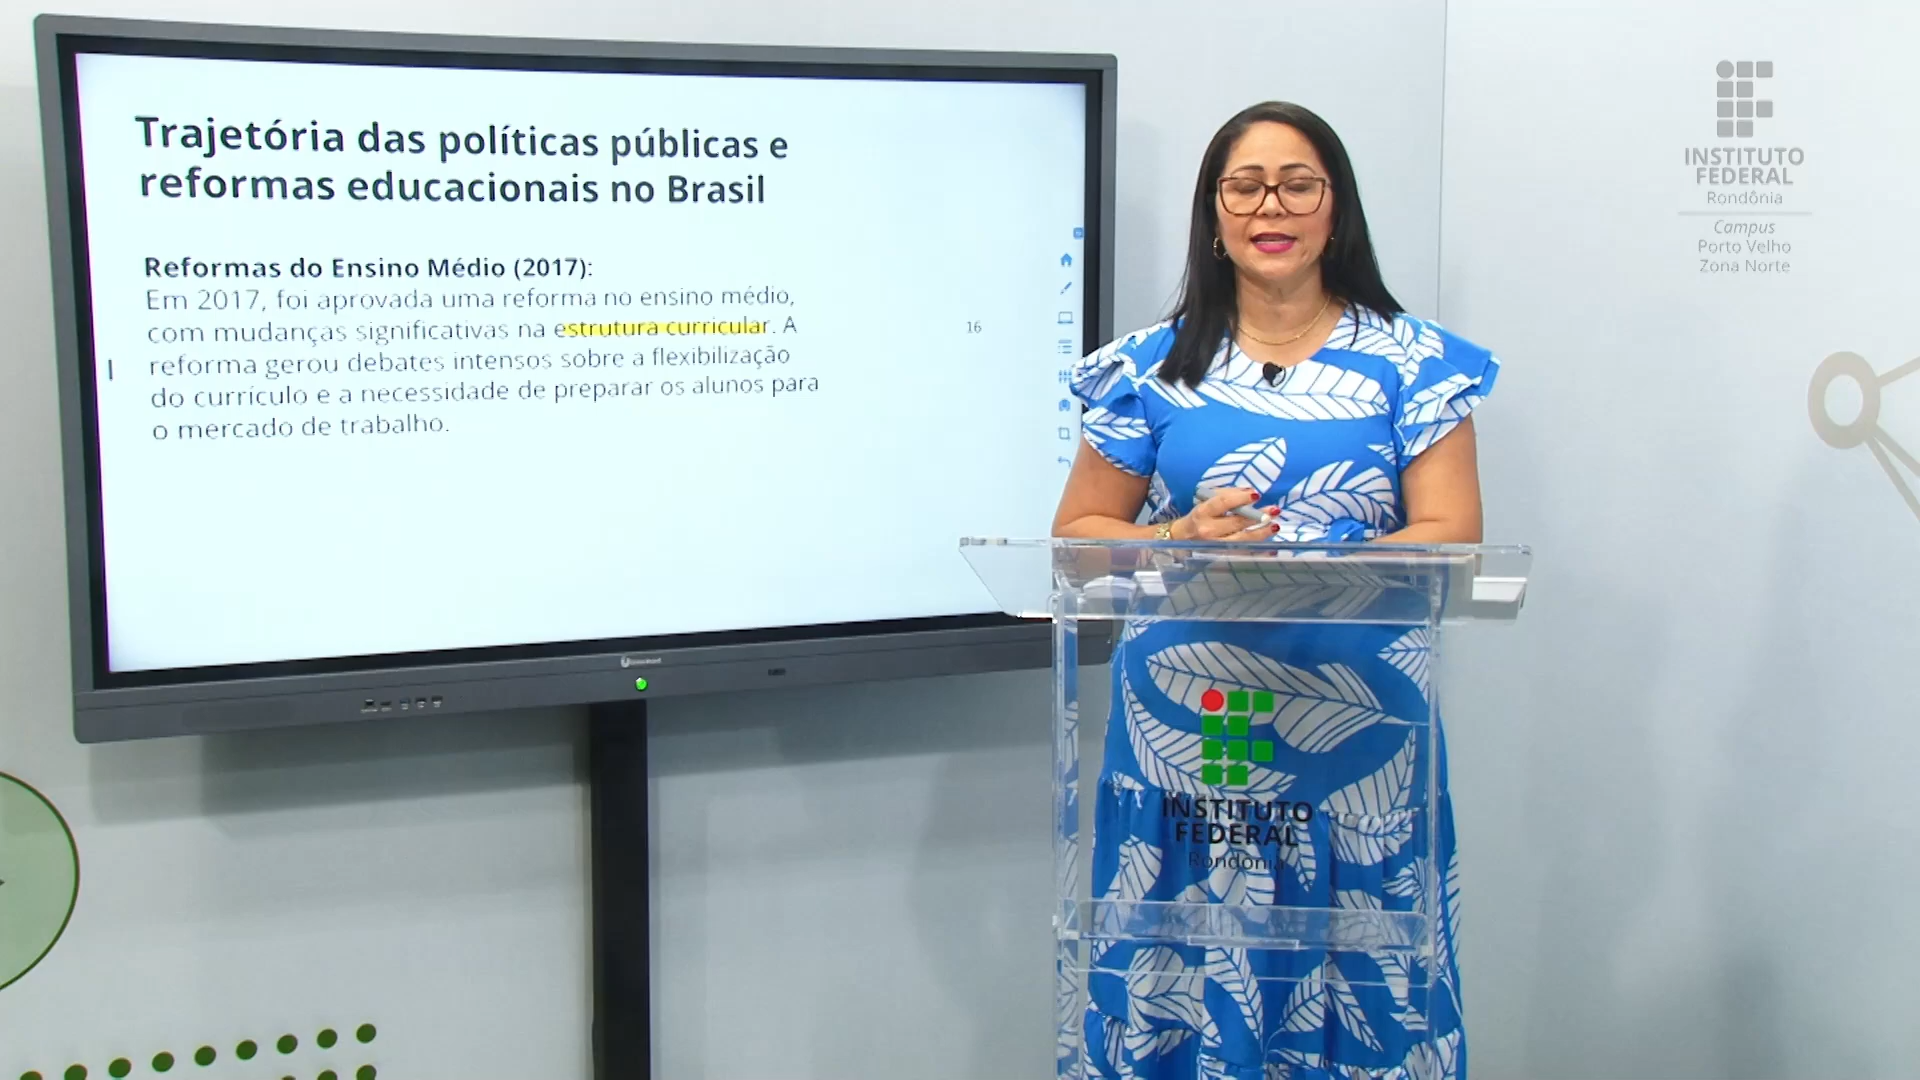 Trajetória das políticas públicas e
reformas educacionais no Brasil
Reformas do Ensino Médio (2017):
Em 2017, foi aprovada uma reforma no ensino médio,
com mudanças significativas na estrutura curricular. A
reforma gerou debates intensos sobre a flexibilização
do currículo e a necessidade de preparar os alunos para
o mercado de trabalho.
16
INSTITUTO
FEDERAL
Rondônia
Campus
Porto Velho
Zona Norte
INSTITUTO
FEDERAL
Rondônia